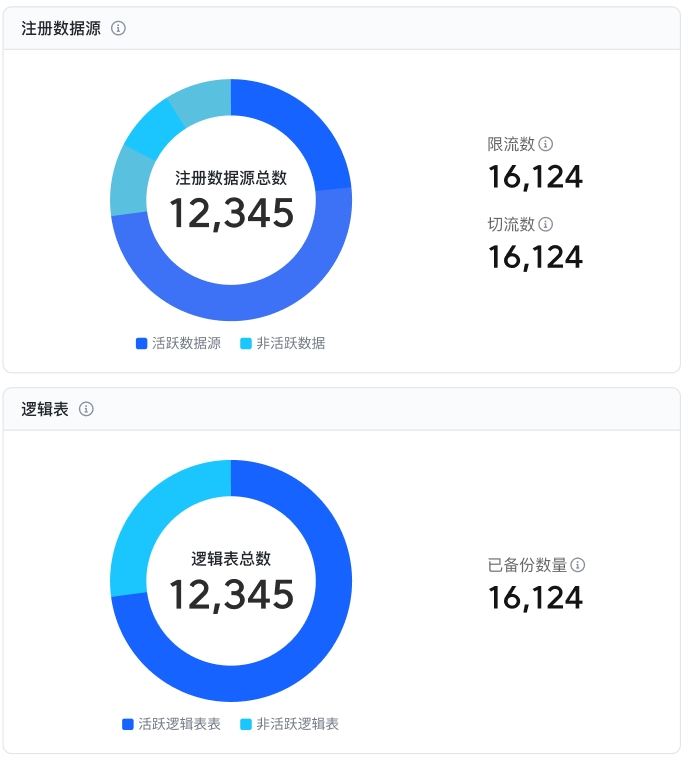 注册数据源
注册数据源总数
12,345
活跃数据源
非活跃数据
限流数
16,124
切流数
16,124
逻辑表
逻辑表总数
12,345
活跃逻辑表表
非活跃逻辑表
已备份数量
16,124